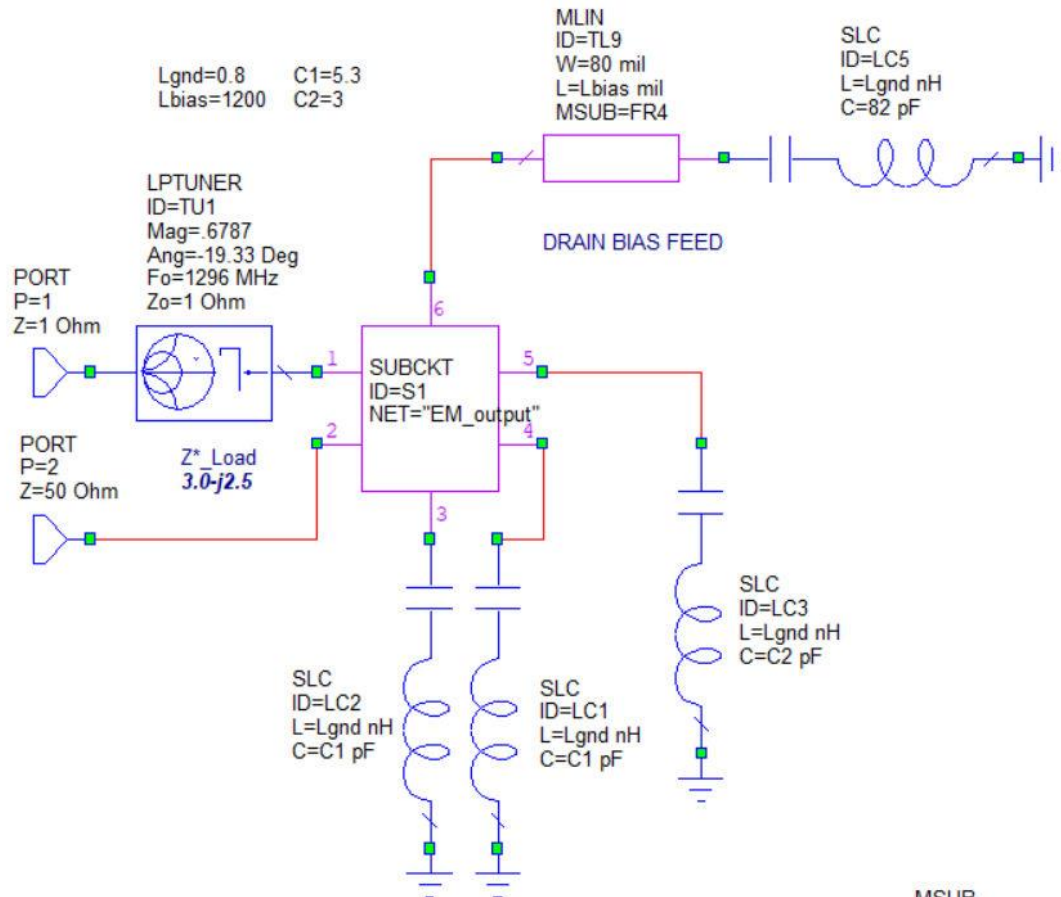 Lgnd=0.8 C1=5.3
Lbias=1200 C2=3
MLIN
ID=TL9
W=80 mil
L=Lbias mil
MSUB=FR4
SLC
ID=LC5
L=Lgnd nH
C=82 pF
DRAIN BIAS FEED
LPTUNER
ID=TU1
Mag=.6787
Ang=-19.33 Deg
Fo=1296 MHz
Zo=1 Ohm
PORT
P=1
Z=1 Ohm
PORT
P=2
Z=50 Ohm
Z*_Load
3.0-j2.5
1
2
3
4
5
6
SUBCKT
ID=S1
NET="EM_output"
SLC
ID=LC2
L=Lgnd nH
C=C1 pF
SLC
ID=LC1
L=Lgnd nH
C=C1 pF
SLC
ID=LC3
L=Lgnd nH
C=C2 pF
MSUB